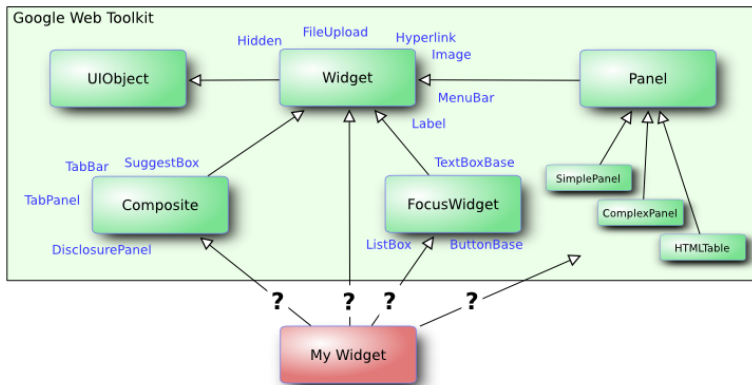 Google Web Toolkit
FileUpload
Hidden
Hyperlink
Image
UIObject
Widget
Panel
MenuBar
Label
TabBar
SuggestBox
TextBoxBase
SimplePanel
TabPanel
Composite
FocusWidget
ComplexPanel
DisclosurePanel
ListBox
ButtonBase
HTMLTable
? ? ? ?
My Widget